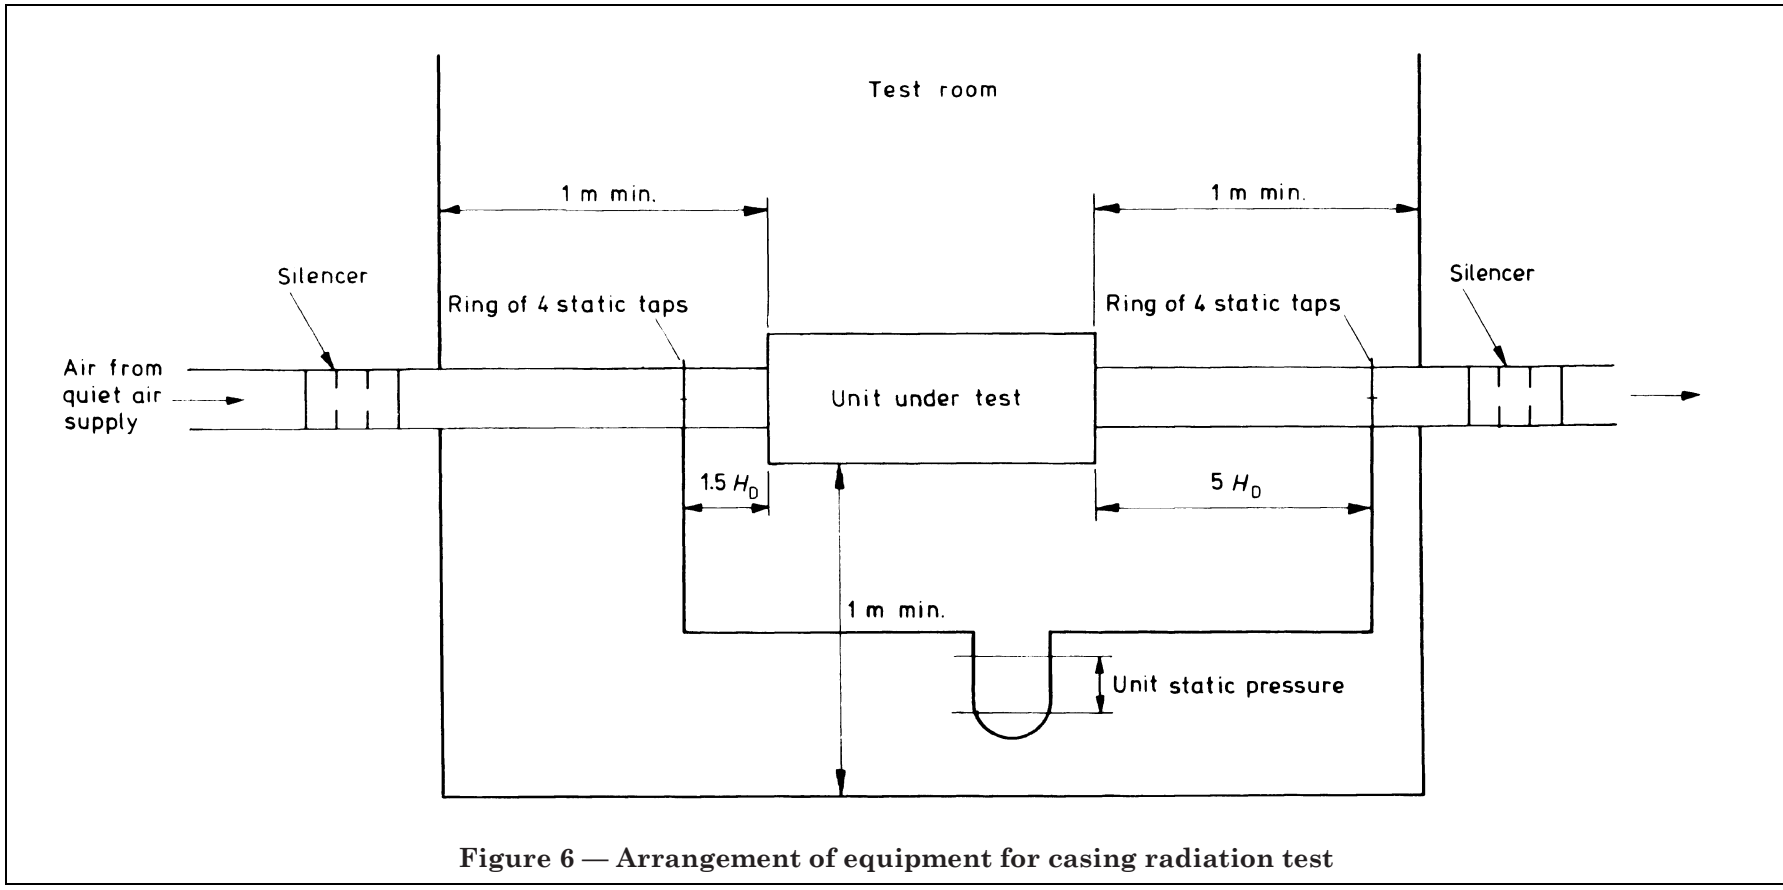 Test room
1 m min.
1 m min.
Silencer
Silencer
Ring of 4 static taps
Ring of 4 static taps
Air from
quiet air
supply
Unit under test
1.5 H_D
5 H_D
1 m min.
Unit static pressure
Figure 6 — Arrangement of equipment for casing radiation test